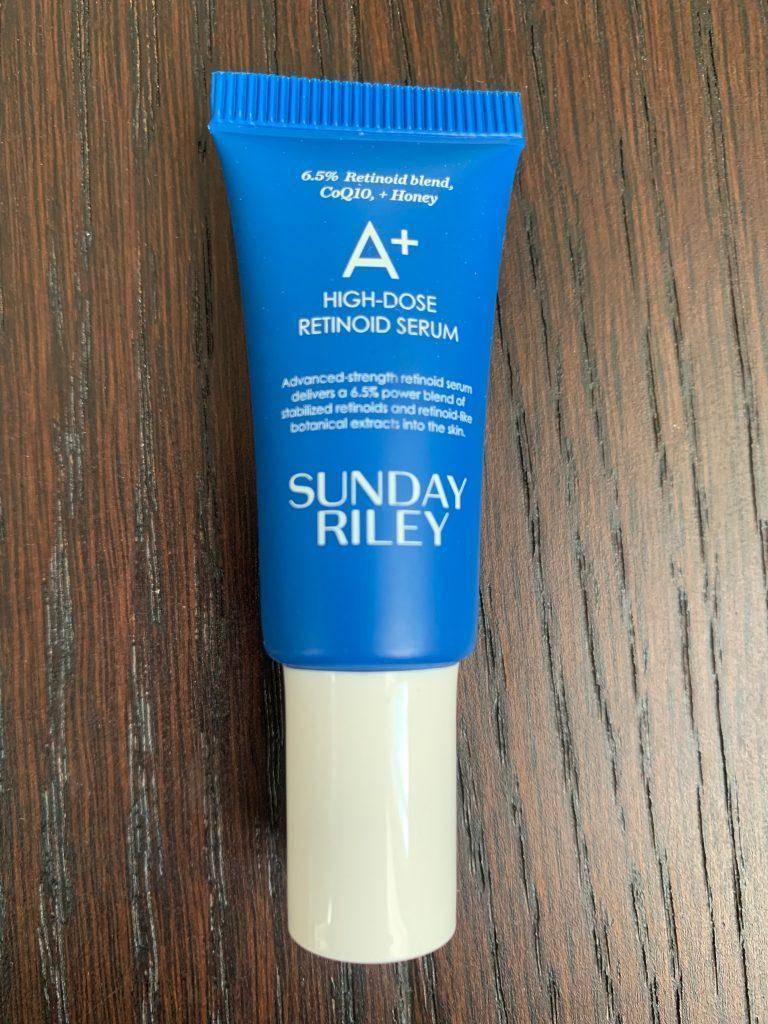 6.5% Retinoid blend,
CoQ10, + Honey
A+
HIGH-DOSE
RETINOID SERUM
Advanced-strength retinoid serum
delivers a 6.5% power blend of
stabilized retinoids and retinoid-like
botanical extracts into the skin.
SUNDAY
RILEY